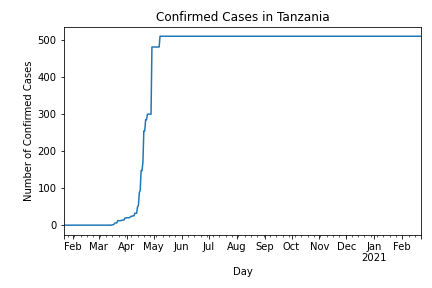 Confirmed Cases in Tanzania
500
400
300
200
100
0
Number of Confirmed Cases
Feb Mar Apr May Jun Jul Aug Sep Oct Nov Dec Jan Feb
2021
Day